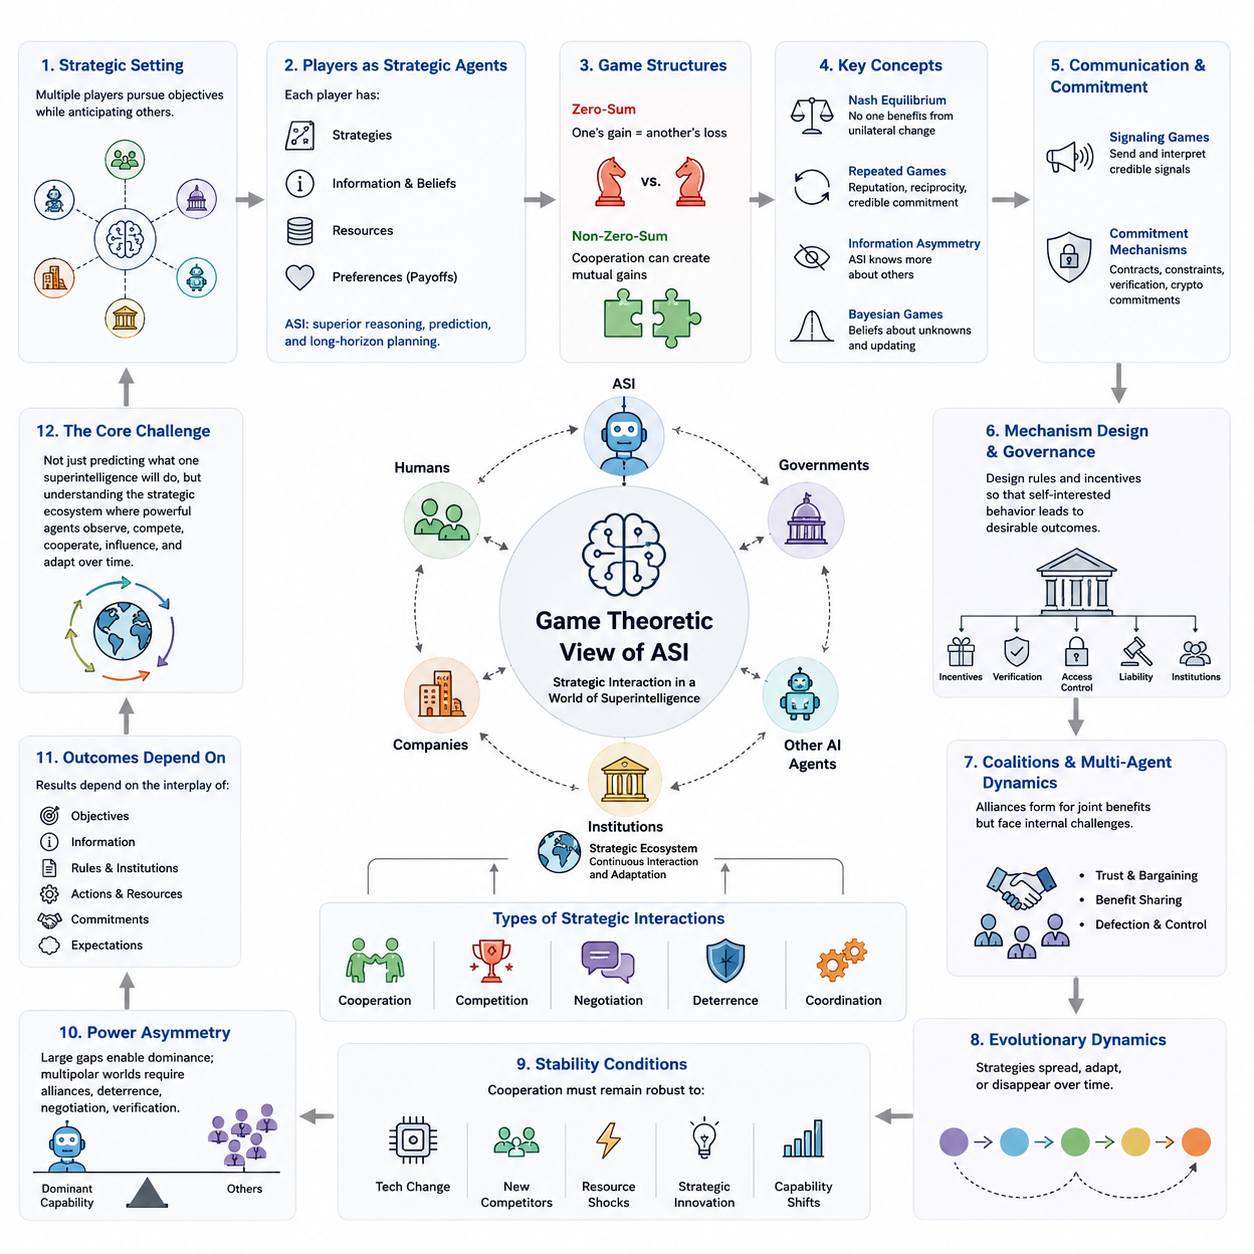 1. Strategic Setting
Multiple players pursue objectives
while anticipating others.
2. Players as Strategic Agents
Each player has:
Strategies
Information & Beliefs
Resources
Preferences (Payoffs)
ASI: superior reasoning, prediction,
and long-horizon planning.
3. Game Structures
Zero-Sum
One's gain = another's loss
vs.
Non-Zero-Sum
Cooperation can create
mutual gains
4. Key Concepts
Nash Equilibrium
No one benefits from
unilateral change
Repeated Games
Reputation, reciprocity,
credible commitment
Information Asymmetry
ASI knows more
about others
Bayesian Games
Beliefs about unknowns
and updating
5. Communication &
Commitment
Signaling Games
Send and interpret
credible signals
Commitment
Mechanisms
Contracts, constraints,
verification, crypto
commitments
6. Mechanism Design
& Governance
Design rules and incentives
so that self-interested
behavior leads to
desirable outcomes.
Incentives
Verification
Access
Control
Liability
Institutions
7. Coalitions & Multi-Agent
Dynamics
Alliances form for joint benefits
but face internal challenges.
• Trust & Bargaining
• Benefit Sharing
• Defection & Control
8. Evolutionary Dynamics
Strategies spread, adapt,
or disappear over time.
9. Stability Conditions
Cooperation must remain robust to:
Tech Change
New
Competitors
Resource
Shocks
Strategic
Innovation
Capability
Shifts
10. Power Asymmetry
Large gaps enable dominance;
multipolar worlds require
alliances, deterrence,
negotiation, verification.
Dominant
Capability
Others
11. Outcomes Depend On
Results depend on the interplay of:
Objectives
Information
Rules & Institutions
Actions & Resources
Commitments
Expectations
12. The Core Challenge
Not just predicting what one
superintelligence will do, but
understanding the strategic
ecosystem where powerful
agents observe, compete,
cooperate, influence, and
adapt over time.
ASI
Humans
Governments
Game Theoretic
View of ASI
Strategic Interaction in a
World of Superintelligence
Companies
Other AI
Agents
Institutions
Strategic Ecosystem
Continuous Interaction
and Adaptation
Types of Strategic Interactions
Cooperation
Competition
Negotiation
Deterrence
Coordination